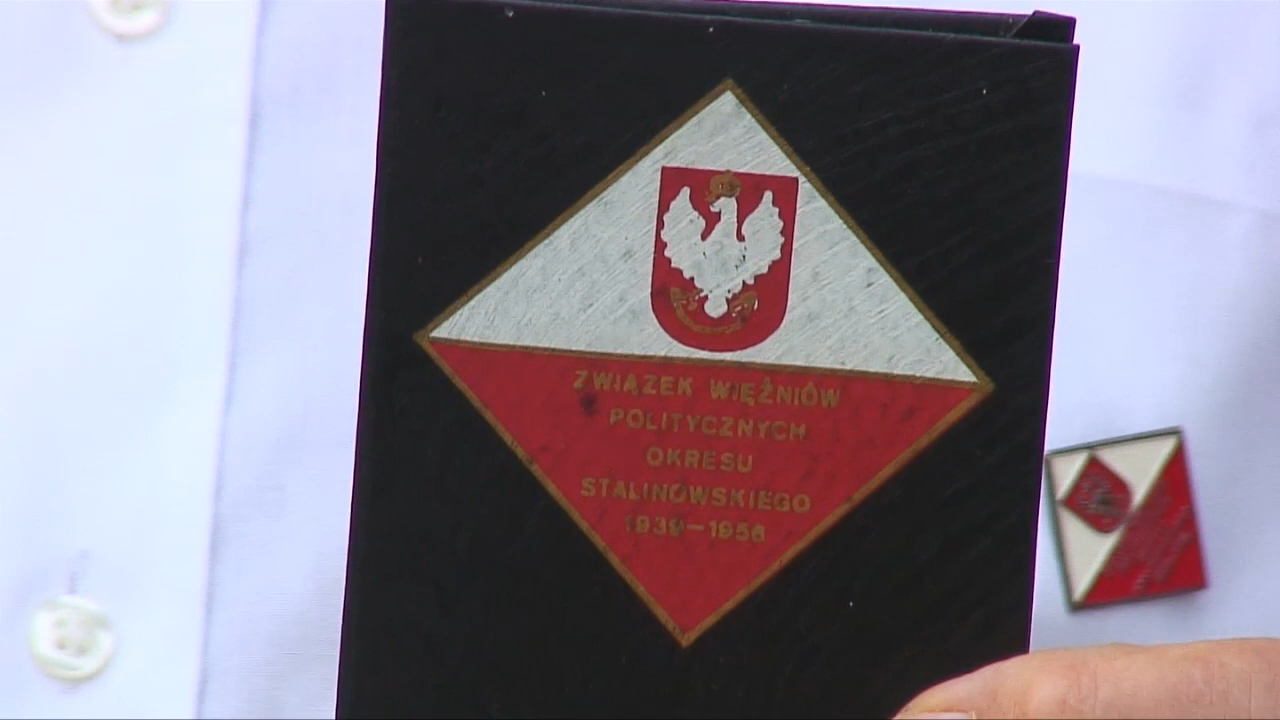 ZWIĄZEK WIĘŹNIÓW
POLITYCZNYCH
OKRESU
STALINOWSKIEGO
1939-1956